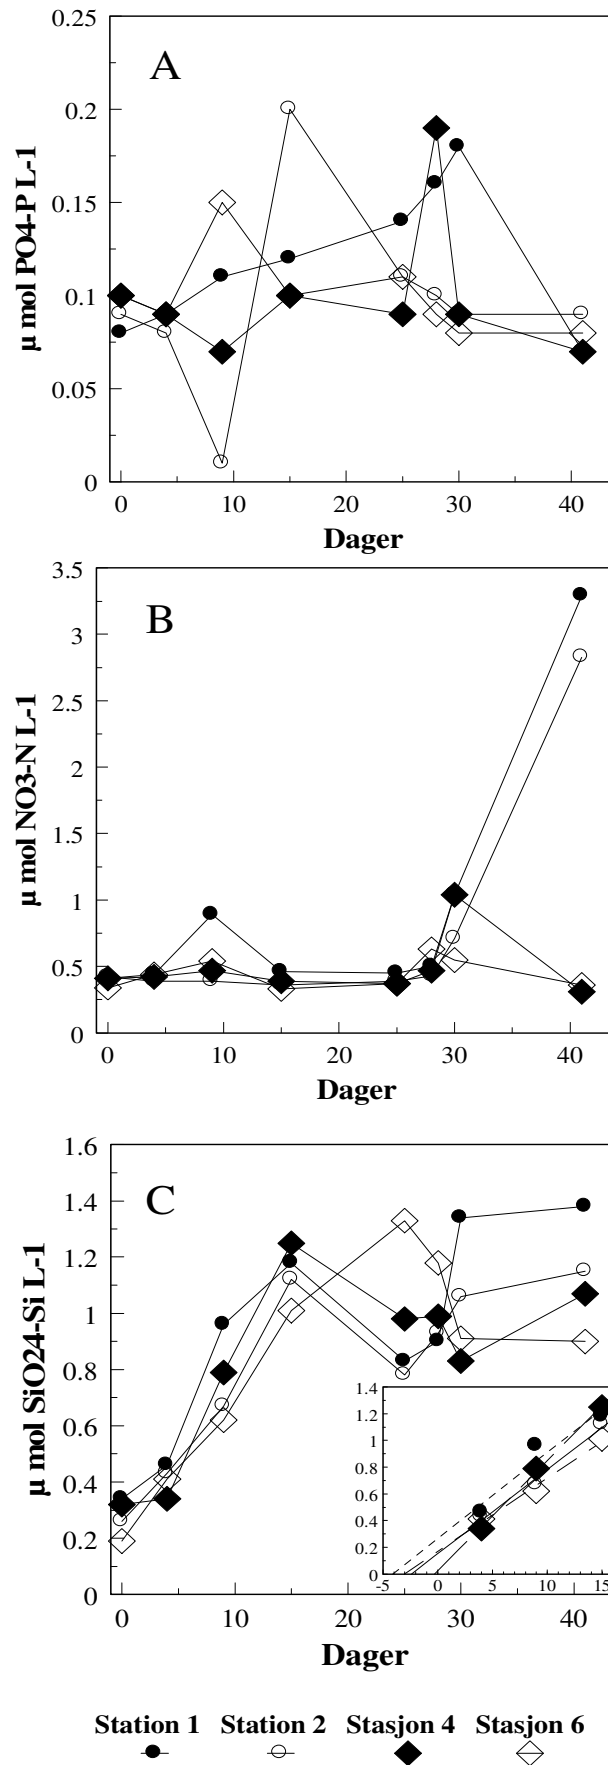 0.25
A
0.2
0.15
0.1
0.05
0
µ mol PO4-P L-1
0 10 20 30 40
Dager
3.5
B
3
2.5
2
1.5
1
0.5
0
µ mol NO3-N L-1
0 10 20 30 40
Dager
1.6
C
1.4
1.2
1
0.8
0.6
0.4
0.2
0
µ mol SiO24-Si L-1
1.4
1.2
1
0.8
0.6
0.4
0.2
0
-5 0 5 10 15
0 10 20 30 40
Dager
Station 1 Station 2 Stasjon 4 Stasjon 6